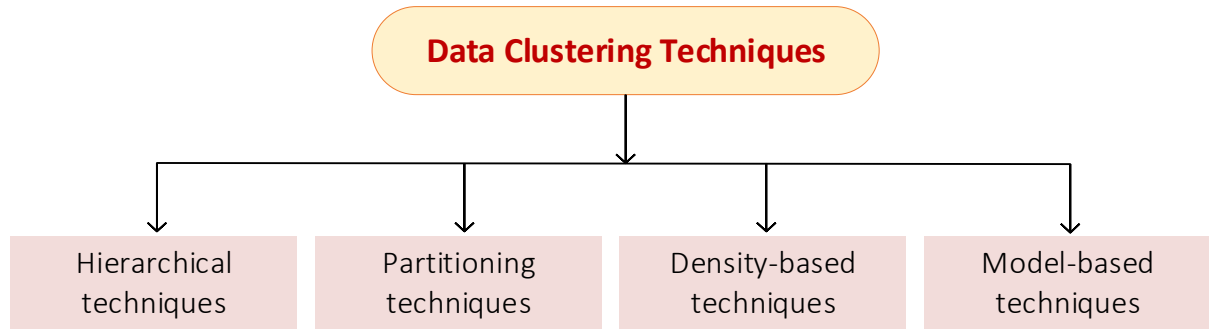 Data Clustering Techniques
Hierarchical
techniques
Partitioning
techniques
Density-based
techniques
Model-based
techniques